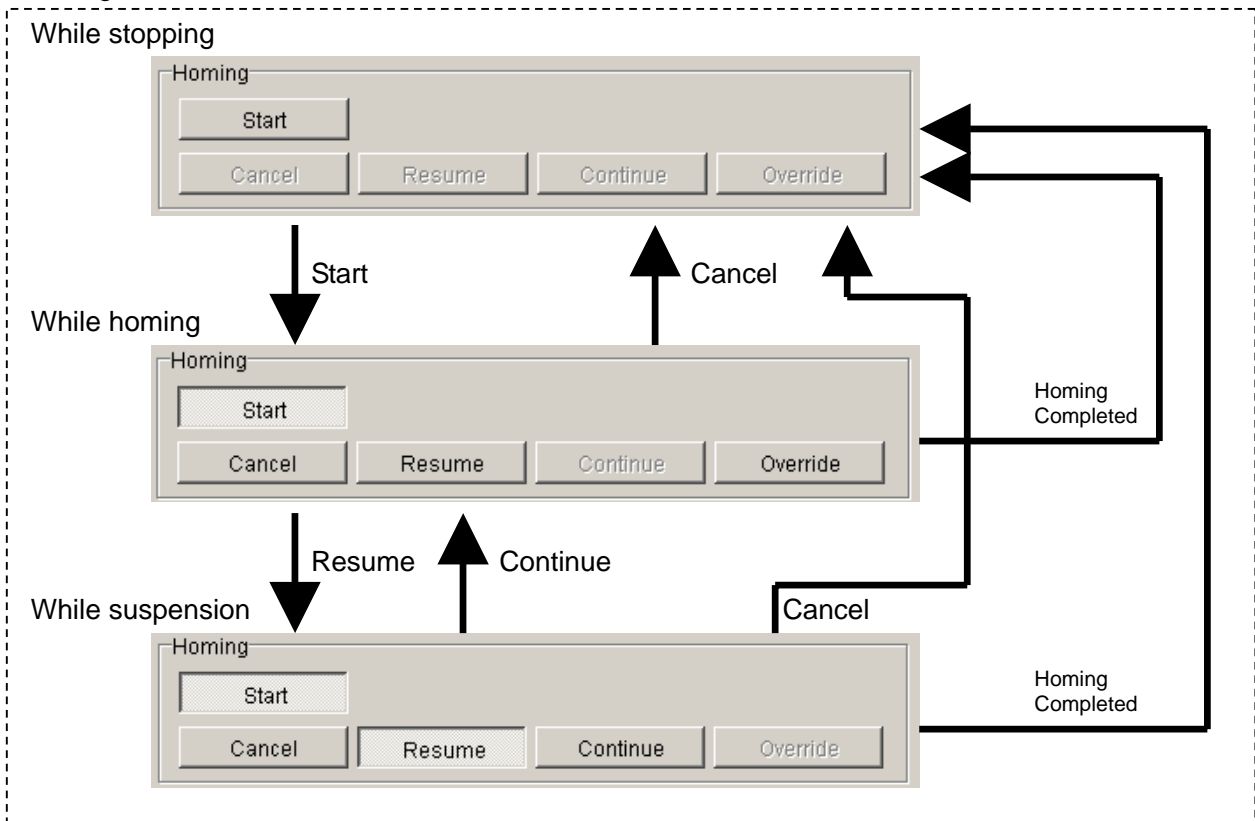 While stopping
Homing
Start
Cancel Resume Continue Override
Start Cancel
While homing
Homing
Start
Cancel Resume Continue Override
Homing
Completed
Resume Continue
While suspension
Cancel
Homing
Start
Cancel Resume Continue Override
Homing
Completed